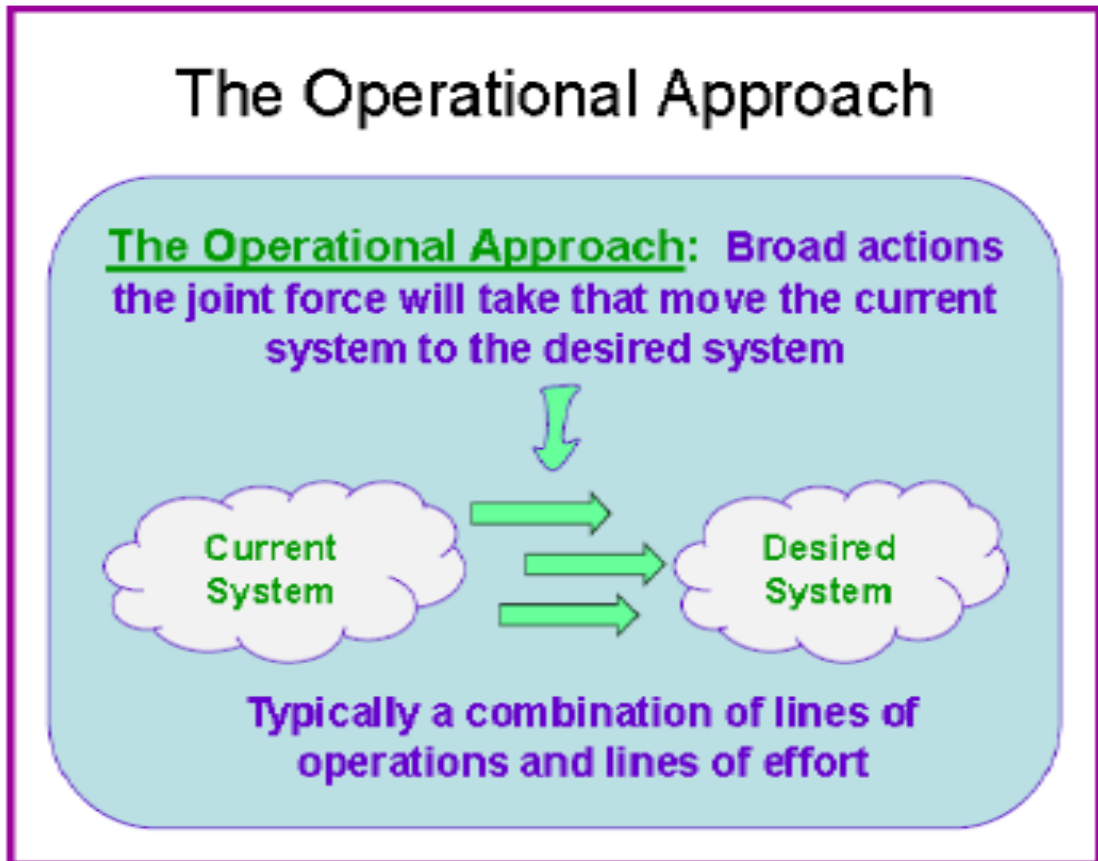 The Operational Approach
The Operational Approach: Broad actions
the joint force will take that move the current
system to the desired system
Current
System
Desired
System
Typically a combination of lines of
operations and lines of effort